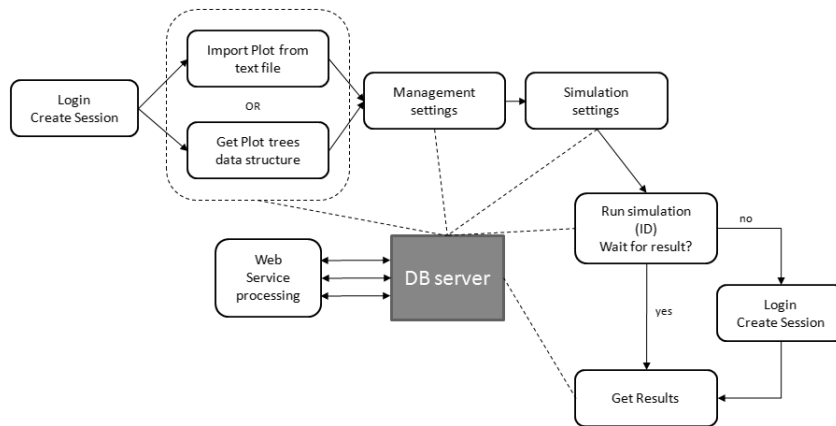 Import Plot from
text file
Login
Create Session
OR
Get Plot trees
data structure
Management
settings
Simulation
settings
Run simulation
(ID)
Wait for result?
no
Web
Service
processing
DB server
Login
Create Session
yes
Get Results